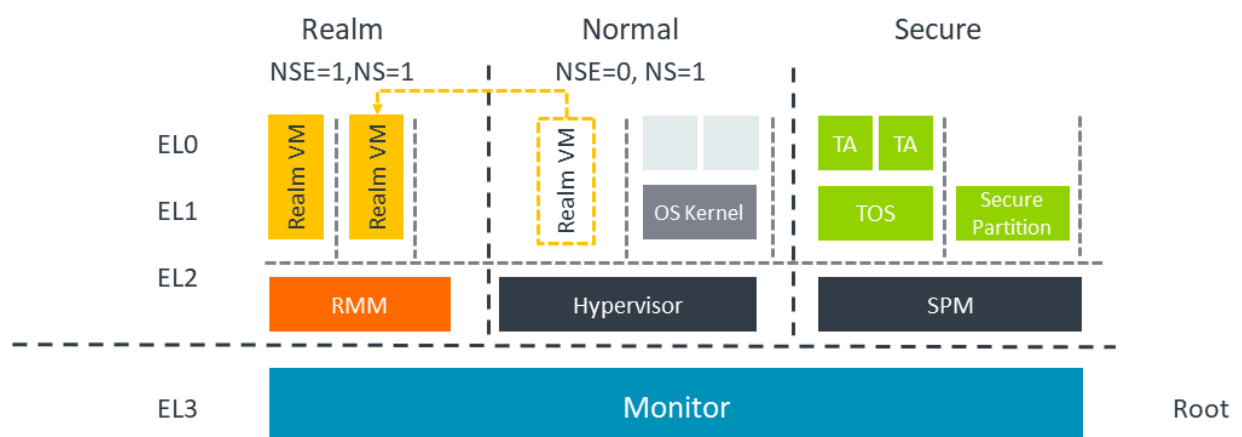 Realm
Normal
Secure
NSE=1,NS=1
NSE=0, NS=1
EL0
Realm VM
Realm VM
Realm VM
TA
TA
EL1
OS Kernel
TOS
Secure
Partition
EL2
RMM
Hypervisor
SPM
EL3
Monitor
Root